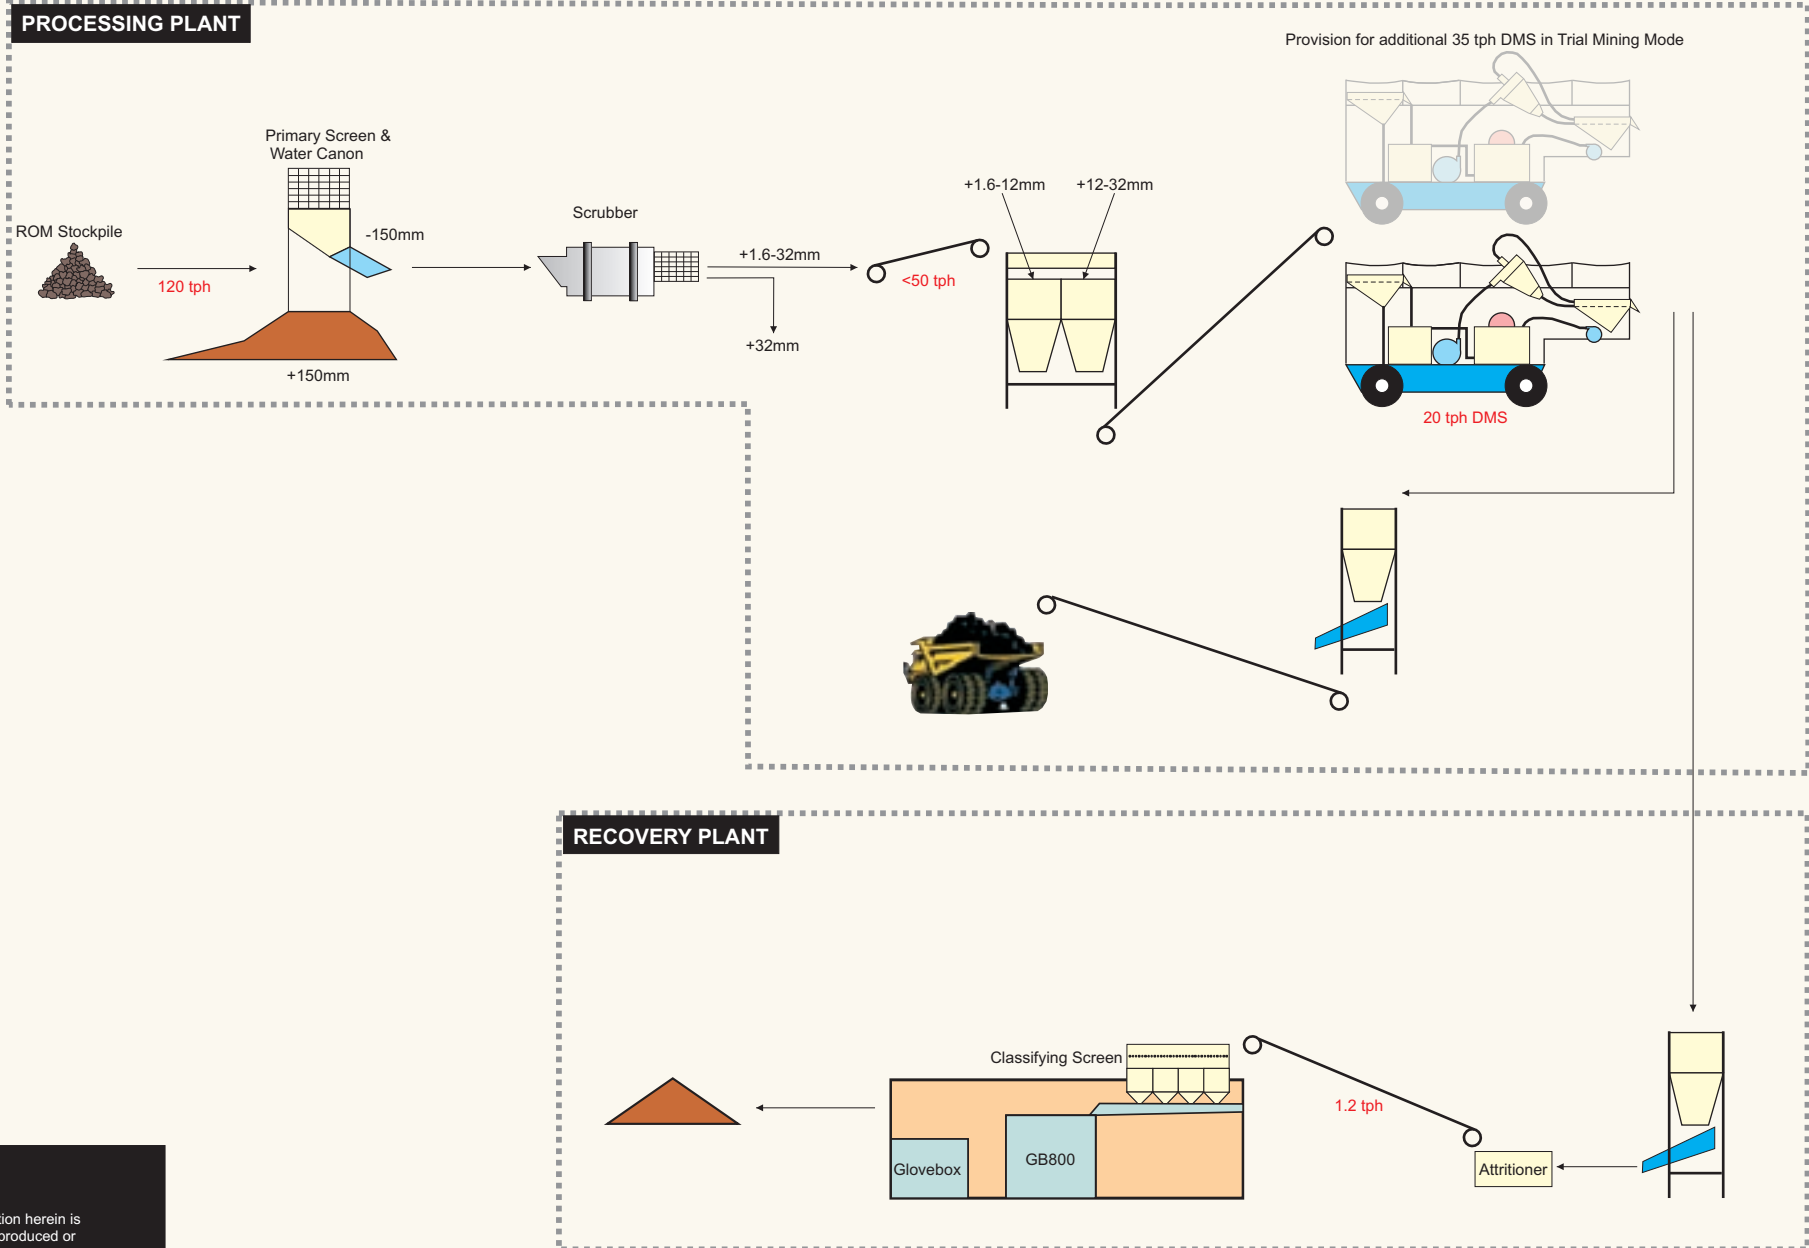 PROCESSING PLANT
Provision for additional 35 tph DMS in Trial Mining Mode
Primary Screen &
Water Canon
+1.6-12mm
+12-32mm
Scrubber
ROM Stockpile
-150mm
+1.6-32mm
120 tph
<50 tph
+32mm
+150mm
20 tph DMS
RECOVERY PLANT
Classifying Screen
1.2 tph
GB800
Glovebox
Attritioner
tion herein is
produced or